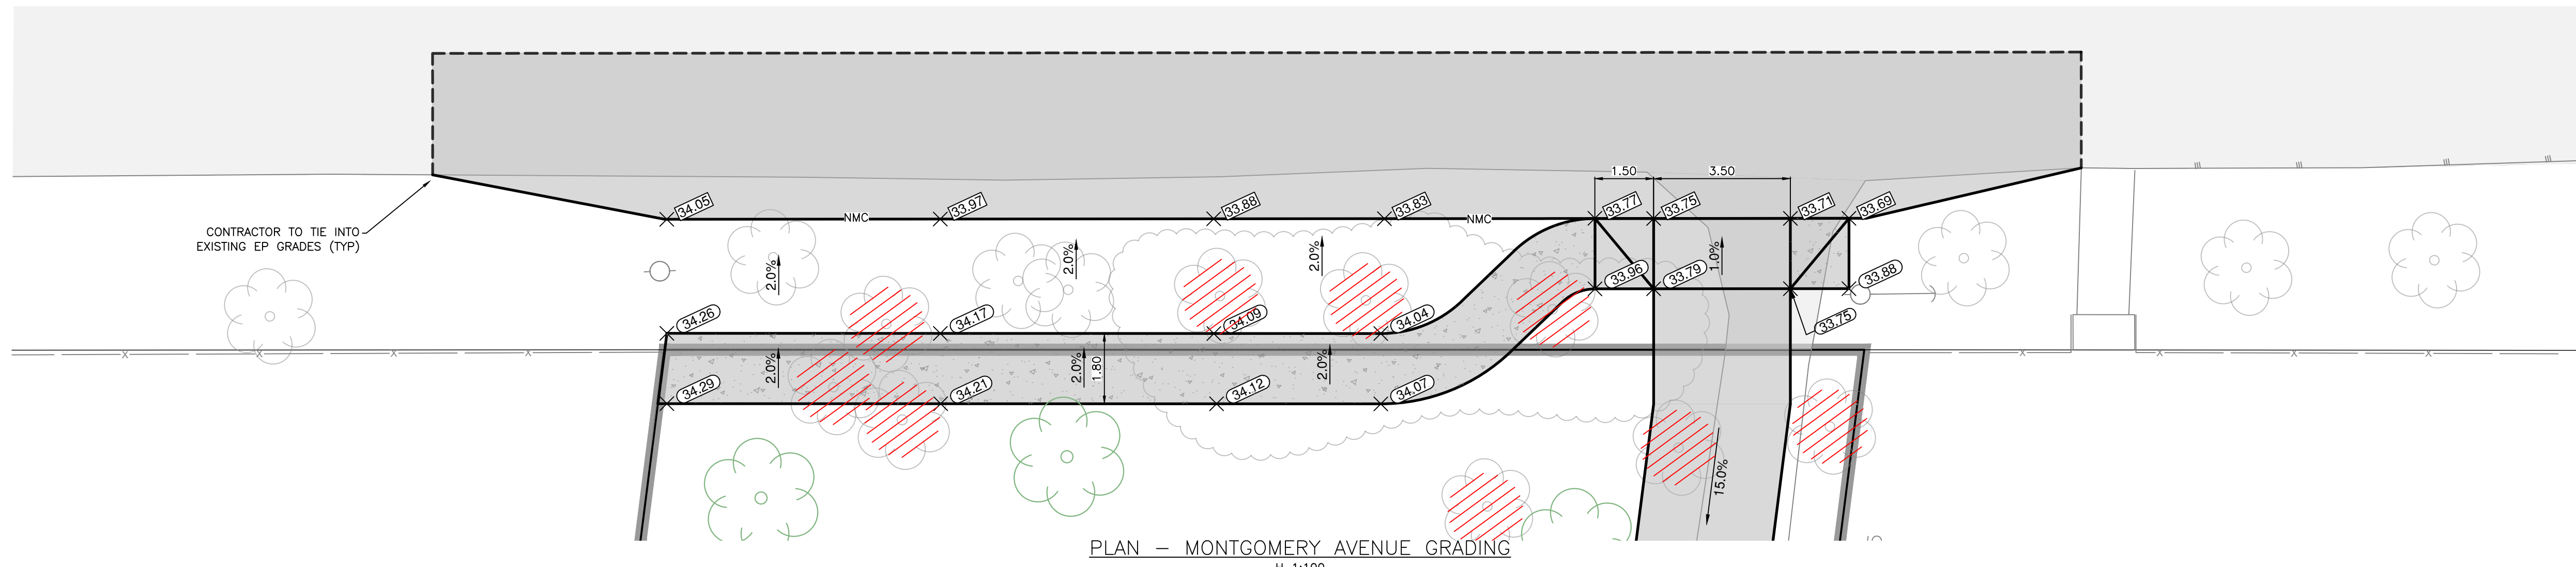 1.50
3.50
34.05
33.97
33.88
33.83
33.77
33.75
33.71
33.69
NMC
NMC
CONTRACTOR TO TIE INTO
EXISTING EP GRADES (TYP)
2.0%
2.0%
2.0%
1.0%
33.96
33.79
33.88
33.75
34.26
34.17
34.09
34.04
X
X
X
X
X
X
X
X
2.0%
2.0%
1.80
2.0%
34.29
34.21
34.12
34.07
15.0%
PLAN – MONTGOMERY AVENUE GRADING
H 1:100